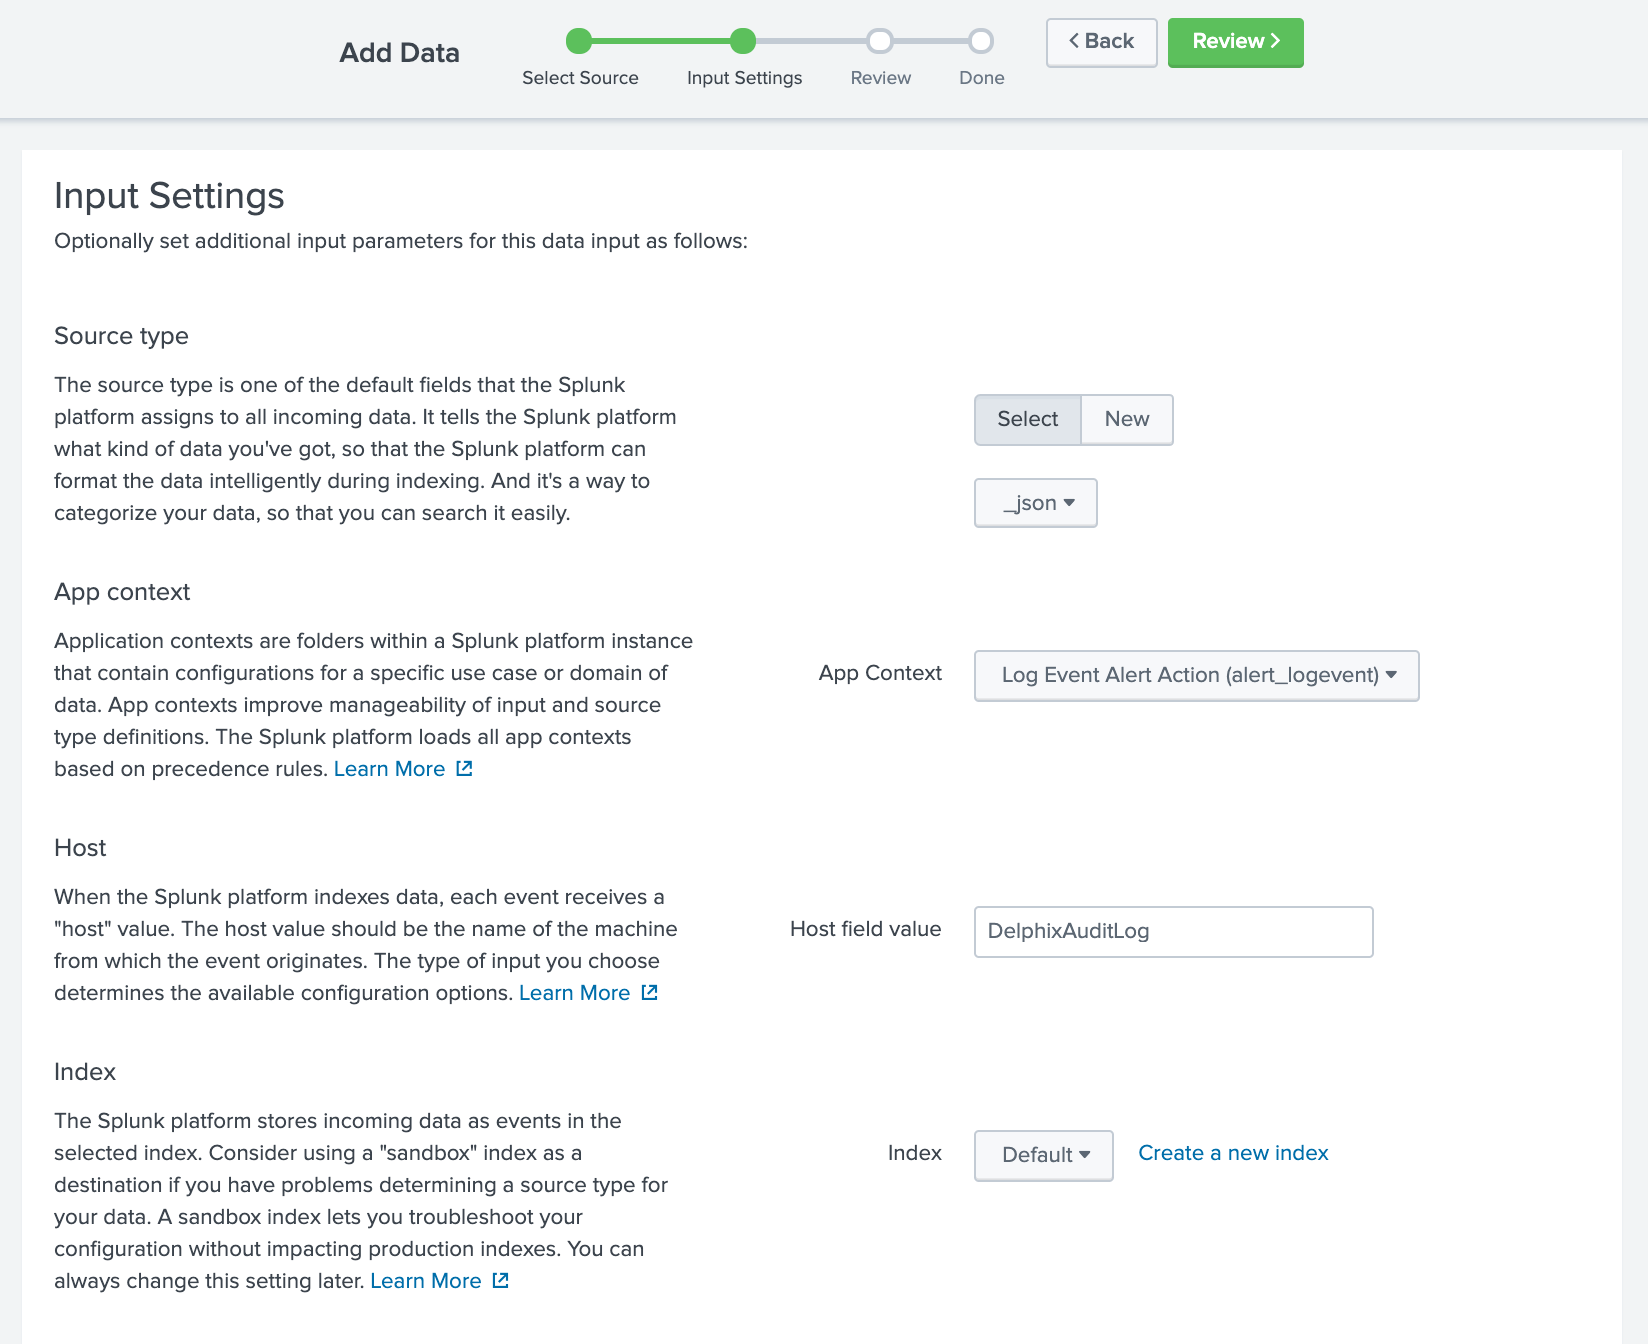 Add Data
Select Source
Input Settings
Review
Done
Back
Review
Input Settings
Optionally set additional input parameters for this data input as follows:
Source type
The source type is one of the default fields that the Splunk
platform assigns to all incoming data. It tells the Splunk platform
what kind of data you've got, so that the Splunk platform can
format the data intelligently during indexing. And it's a way to
categorize your data, so that you can search it easily.
Select
New
_json
App context
Application contexts are folders within a Splunk platform instance
that contain configurations for a specific use case or domain of
data. App contexts improve manageability of input and source
type definitions. The Splunk platform loads all app contexts
based on precedence rules. Learn More
App Context
Log Event Alert Action (alert_logevent)
Host
When the Splunk platform indexes data, each event receives a
"host" value. The host value should be the name of the machine
from which the event originates. The type of input you choose
determines the available configuration options. Learn More
Host field value
DelphixAuditLog
Index
The Splunk platform stores incoming data as events in the
selected index. Consider using a "sandbox" index as a
destination if you have problems determining a source type for
your data. A sandbox index lets you troubleshoot your
configuration without impacting production indexes. You can
always change this setting later. Learn More
Index
Default
Create a new index